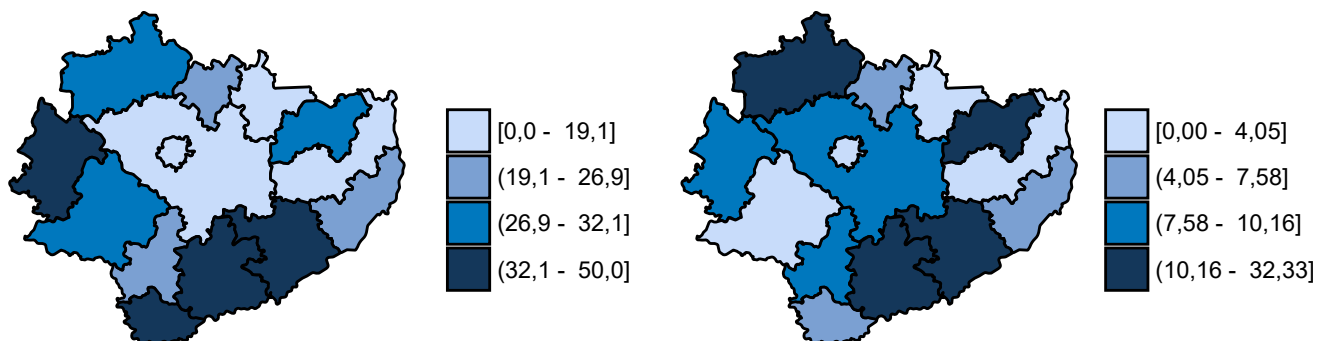 [0,0 - 19,1]
(19,1 - 26,9]
(26,9 - 32,1]
(32,1 - 50,0]
[0,00 - 4,05]
(4,05 - 7,58]
(7,58 - 10,16]
(10,16 - 32,33]